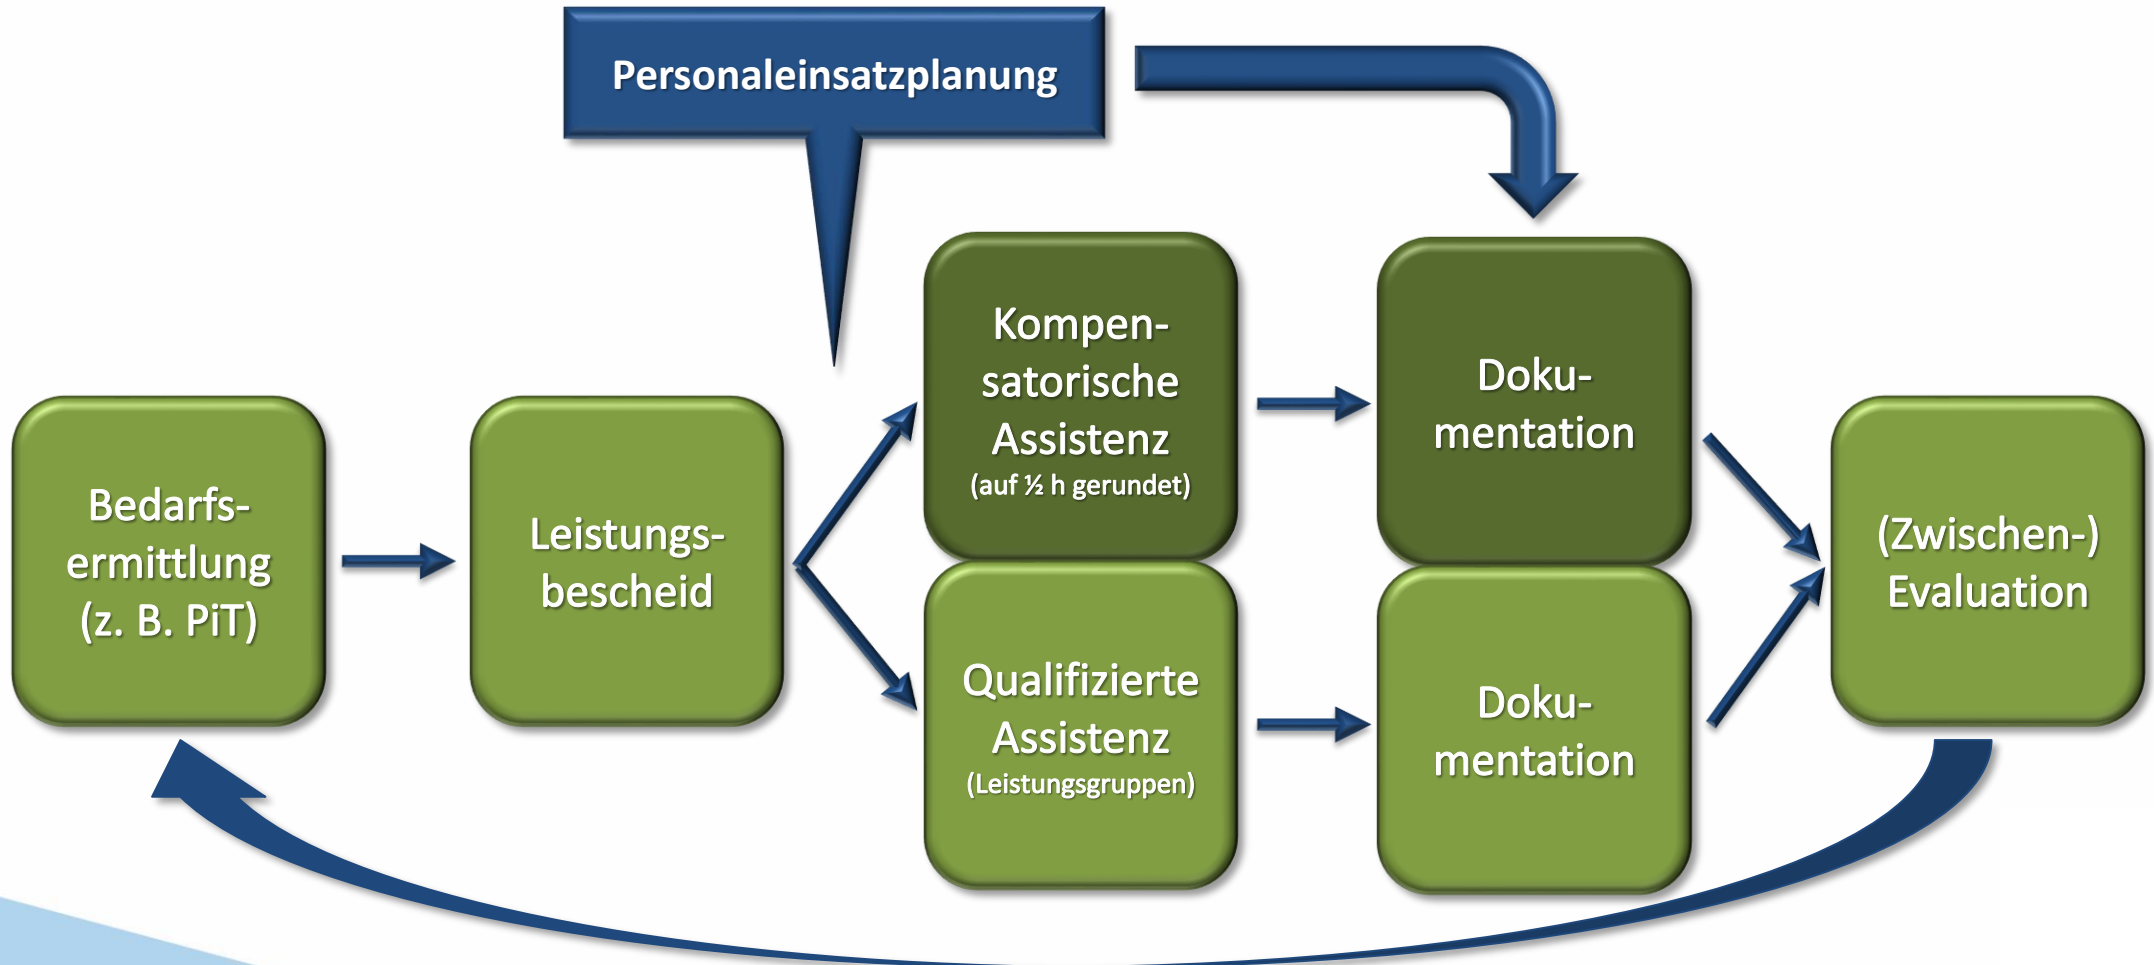 Personaleinsatzplanung
Bedarfs-
ermittlung
(z. B. PiT)
Leistungs-
bescheid
Kompen-
satorische
Assistenz
(auf ½ h gerundet)
Qualifizierte
Assistenz
(Leistungsgruppen)
Doku-
mentation
Doku-
mentation
(Zwischen-)
Evaluation